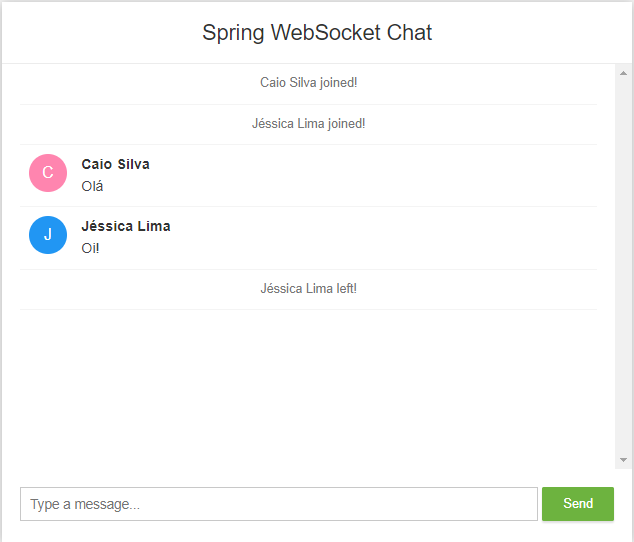 Spring WebSocket Chat
Caio Silva joined!
Jéssica Lima joined!
C
Caio Silva
Olá
J
Jéssica Lima
Oi!
Jéssica Lima left!
Type a message...
Send